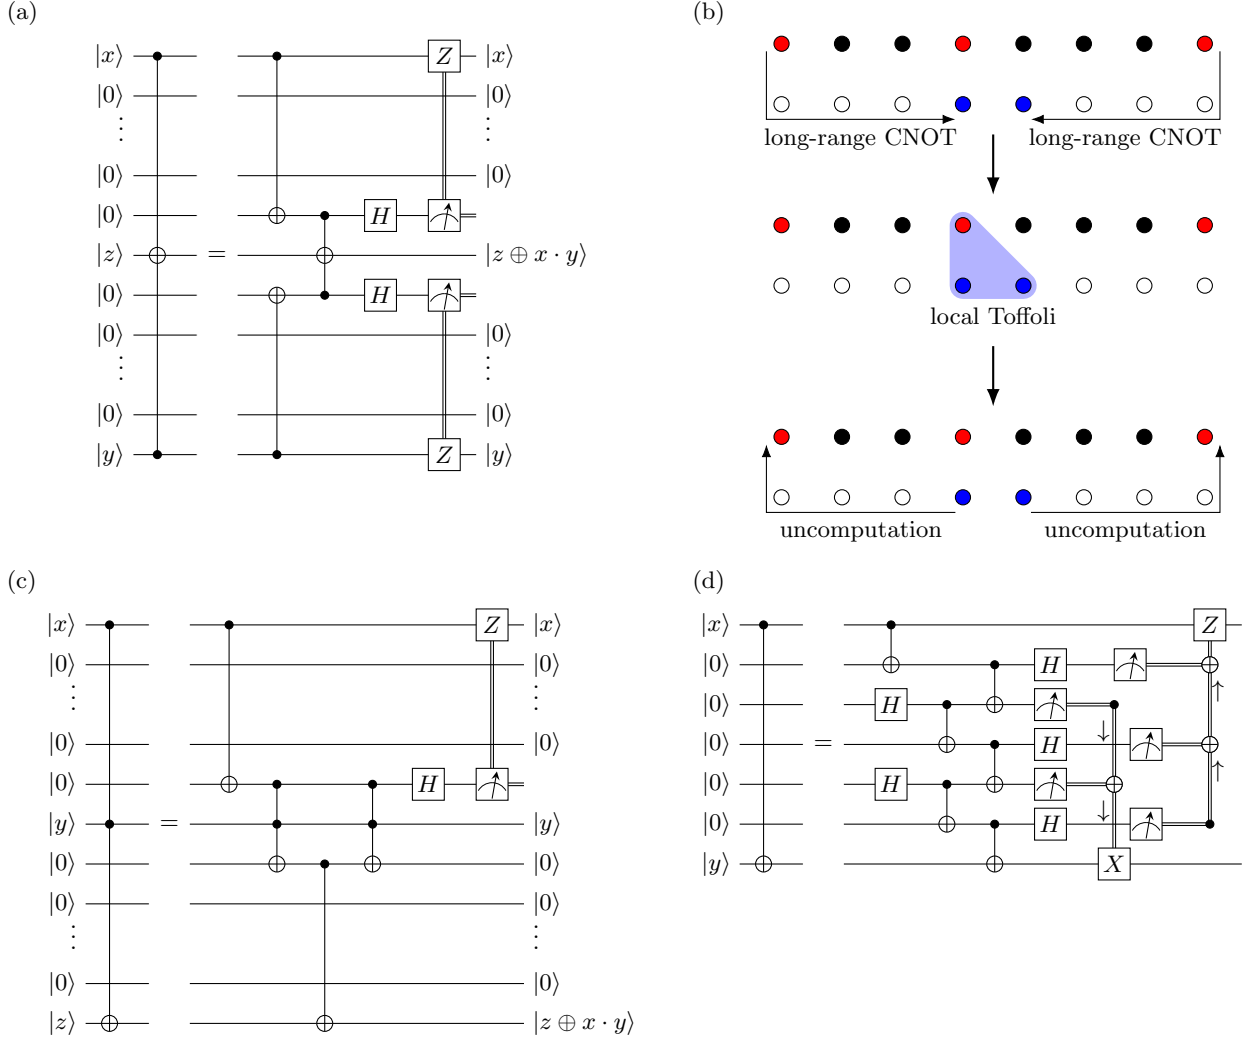 (a)
|x⟩ Z |x⟩
|0⟩ |0⟩
⋮ ⋮
|0⟩ |0⟩
|0⟩ H
|z⟩ = |z ⊕ x · y⟩
|0⟩ H
|0⟩ |0⟩
⋮ ⋮
|0⟩ |0⟩
|y⟩ Z |y⟩
(b)
long-range CNOT long-range CNOT
local Toffoli
uncomputation uncomputation
(c)
|x⟩ Z |x⟩
|0⟩ |0⟩
⋮ ⋮
|0⟩ |0⟩
|0⟩ H
|y⟩ = |y⟩
|0⟩ |0⟩
|0⟩ |0⟩
⋮ ⋮
|0⟩ |0⟩
|z⟩ |z ⊕ x · y⟩
(d)
|x⟩ Z
|0⟩ H
↑
|0⟩ H
↓
|0⟩ = H
↑
|0⟩ H
↓
|0⟩ H
|y⟩ X